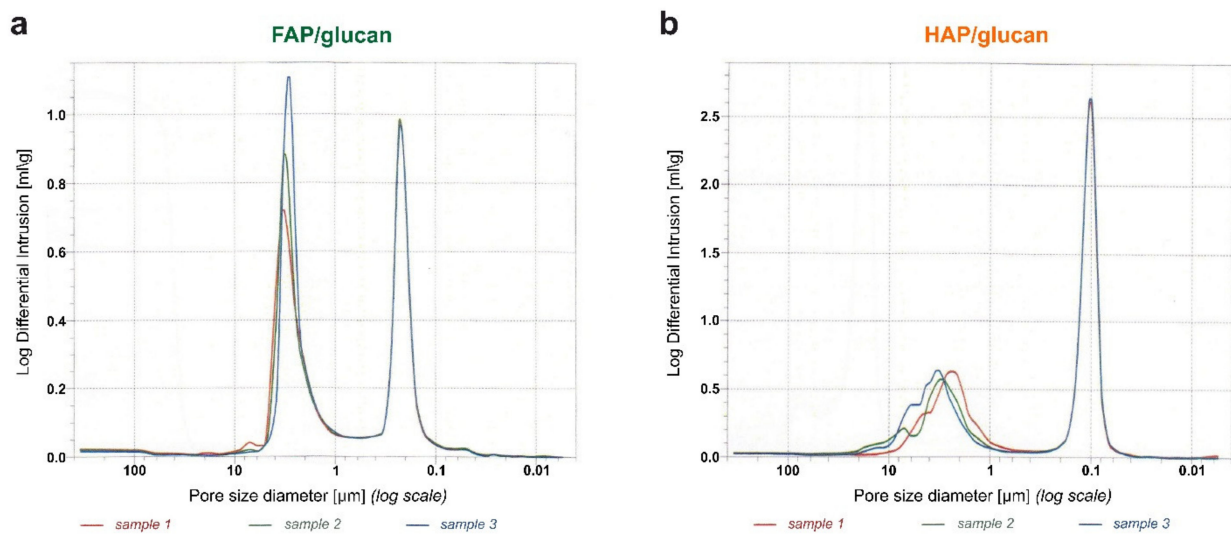 a
FAP/glucan
Log Differential Intrusion [ml\g]
1.0
0.8
0.6
0.4
0.2
0.0
100
10
1
0.1
0.01
Pore size diameter [µm] (log scale)
sample 1
sample 2
sample 3
b
HAP/glucan
Log Differential Intrusion [ml\g]
2.5
2.0
1.5
1.0
0.5
0.0
100
10
1
0.1
0.01
Pore size diameter [µm] (log scale)
sample 1
sample 2
sample 3